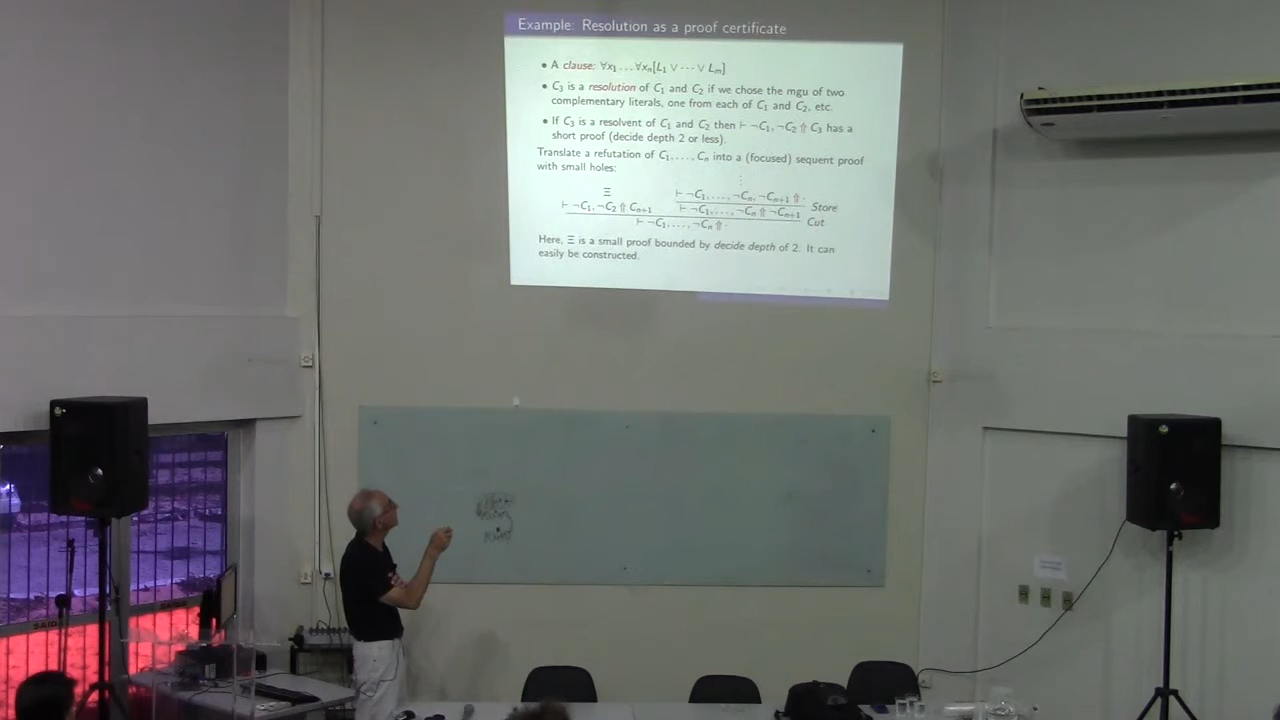 Example: Resolution as a proof certificate
• A clause: ∀x₁ … ∀xₙ[L₁ ∨ ⋯ ∨ Lₘ]
• C₃ is a resolution of C₁ and C₂ if we chose the mgu of two
complementary literals, one from each of C₁ and C₂, etc.
• If C₃ is a resolvent of C₁ and C₂ then ⊢ ¬C₁, ¬C₂ ⇑ C₃ has a
short proof (decide depth 2 or less).
Translate a refutation of C₁, …, Cₙ into a (focused) sequent proof
with small holes:
⋮
Ξ ⊢ ¬C₁, …, ¬Cₙ, ¬Cₙ₊₁ ⇑ ·
⊢ ¬C₁, ¬C₂ ⇑ Cₙ₊₁ ⊢ ¬C₁, …, ¬Cₙ ⇑ ¬Cₙ₊₁ Store
⊢ ¬C₁, …, ¬Cₙ ⇑ · Cut
Here, Ξ is a small proof bounded by decide depth of 2. It can
easily be constructed.